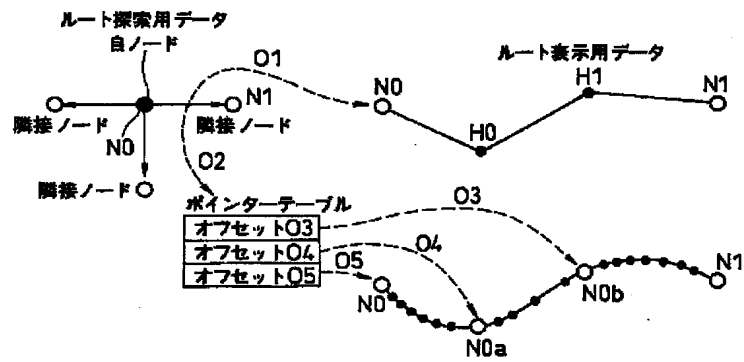 ルート探索用データ
自ノード
O1
ルート表示用データ
N0
H1
N1
N1
隣接ノード
隣接ノード
N0
H0
O2
隣接ノード
ポインターテーブル
O3
オフセットO3
オフセットO4
O4
オフセットO5
O5
N1
N0
N0b
N0a